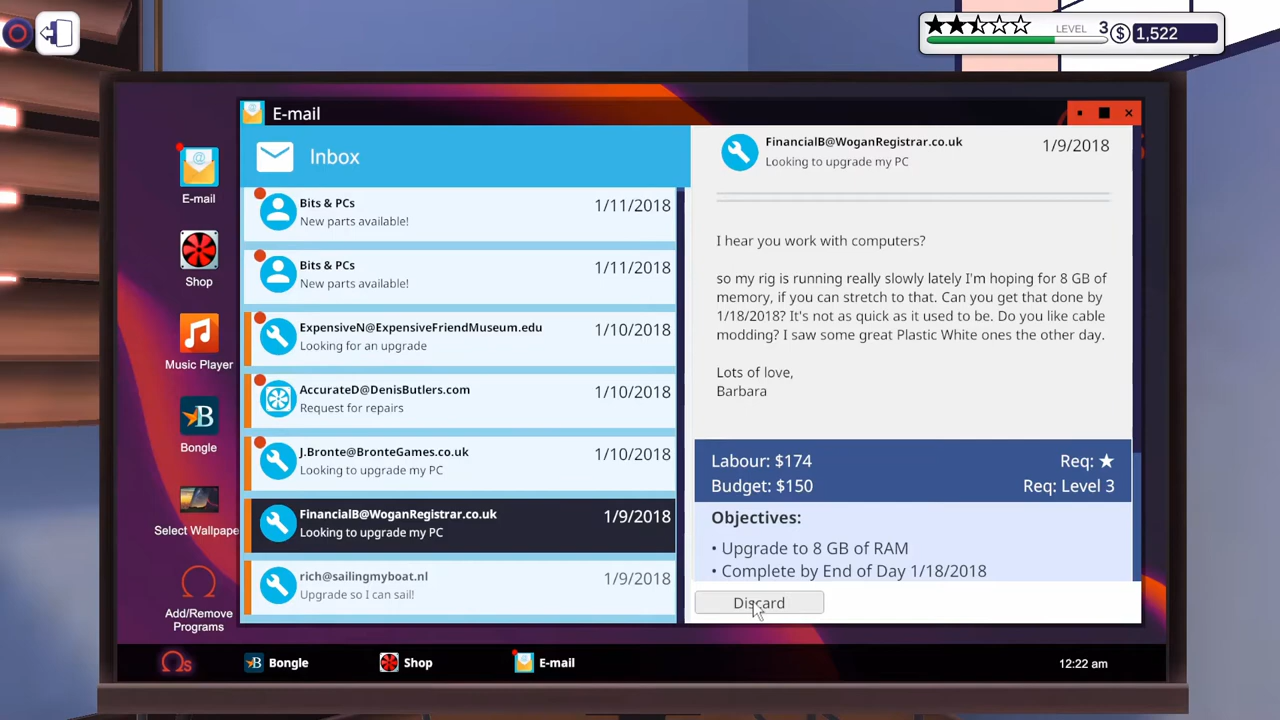 LEVEL 3
$ 1,522
E-mail
Inbox
Bits & PCs
1/11/2018
New parts available!
Bits & PCs
1/11/2018
New parts available!
ExpensiveN@ExpensiveFriendMuseum.edu
1/10/2018
Looking for an upgrade
AccurateD@DenisButlers.com
1/10/2018
Request for repairs
J.Bronte@BronteGames.co.uk
1/10/2018
Looking to upgrade my PC
FinancialB@WoganRegistrar.co.uk
1/9/2018
Looking to upgrade my PC
rich@sailingmyboat.nl
1/9/2018
Upgrade so I can sail!
FinancialB@WoganRegistrar.co.uk
1/9/2018
Looking to upgrade my PC
I hear you work with computers?
so my rig is running really slowly lately I'm hoping for 8 GB of
memory, if you can stretch to that. Can you get that done by
1/18/2018? It's not as quick as it used to be. Do you like cable
modding? I saw some great Plastic White ones the other day.
Lots of love,
Barbara
Labour: $174
Req: ★
Budget: $150
Req: Level 3
Objectives:
• Upgrade to 8 GB of RAM
• Complete by End of Day 1/18/2018
Discard
E-mail
Shop
Music Player
Bongle
Select Wallpape
Add/Remove
Programs
Ωs
Bongle
Shop
E-mail
12:22 am